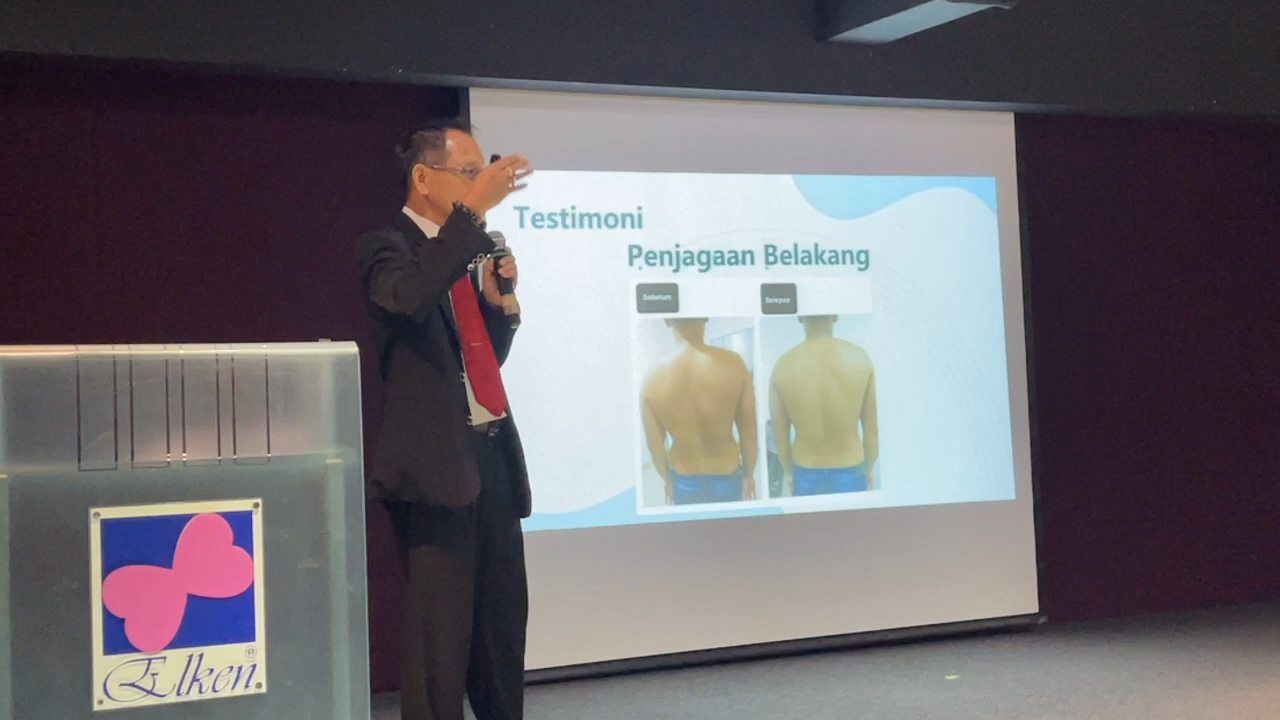 Testimoni
Penjagaan Belakang
Sebelum
Selepas
Elken